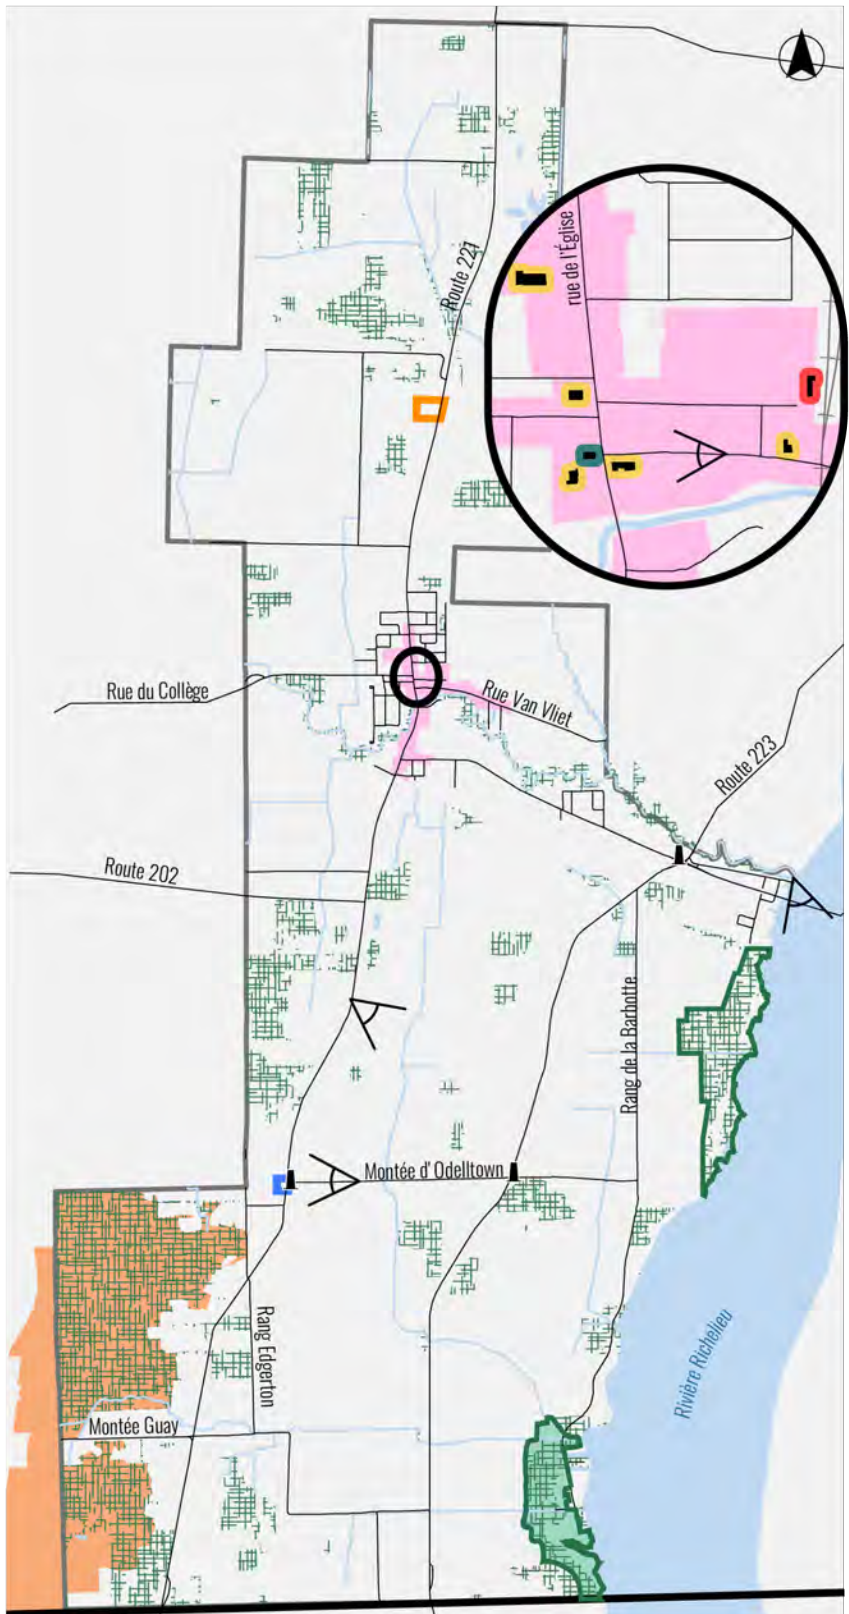 rue de l'Église
Route 221
Rue du Collège
Rue Van Vliet
Route 223
Route 202
Rang de la Barbotte
Montée d'Odelltown
Rang Edgerton
Rivière Richelieu
Montée Guay